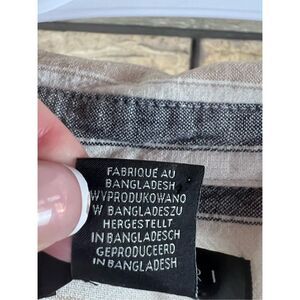 FABRIQUE AU
BANGLADESH
WYPRODUKOWANO
W BANGLADESZU
HERGESTELLT
IN BANGLADESCH
GEPRODUCEERD
IN BANGLADESH